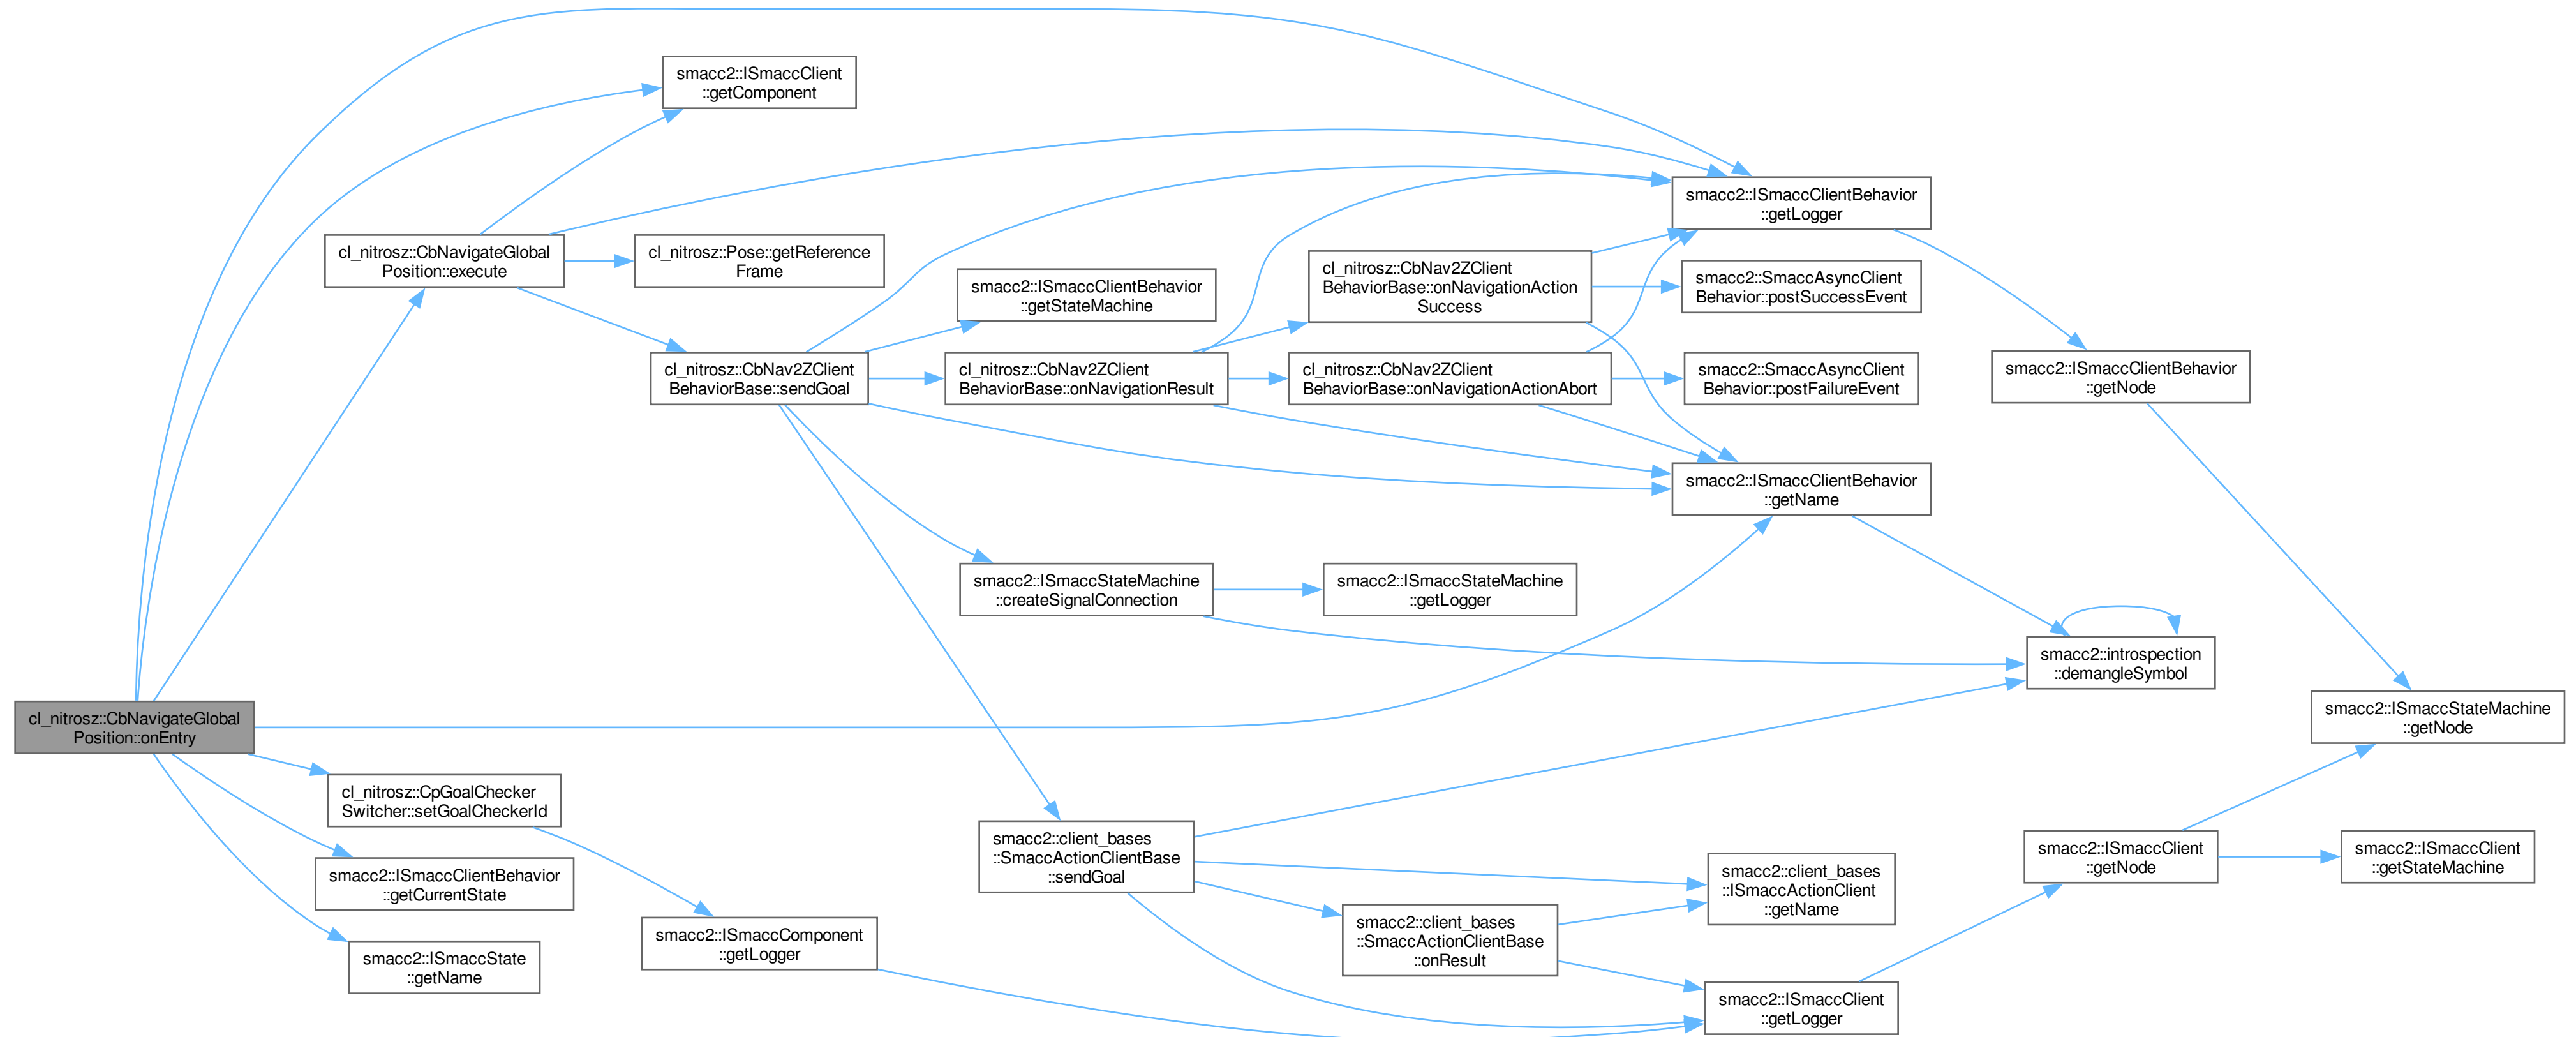 smacc2::ISmaccClient
::getComponent
smacc2::ISmaccClientBehavior
::getLogger
cl_nitrosz::CbNavigateGlobal
Position::execute
cl_nitrosz::Pose::getReference
Frame
cl_nitrosz::CbNav2ZClient
BehaviorBase::onNavigationAction
Success
smacc2::SmaccAsyncClient
Behavior::postSuccessEvent
smacc2::ISmaccClientBehavior
::getStateMachine
cl_nitrosz::CbNav2ZClient
BehaviorBase::sendGoal
cl_nitrosz::CbNav2ZClient
BehaviorBase::onNavigationResult
cl_nitrosz::CbNav2ZClient
BehaviorBase::onNavigationActionAbort
smacc2::SmaccAsyncClient
Behavior::postFailureEvent
smacc2::ISmaccClientBehavior
::getNode
smacc2::ISmaccClientBehavior
::getName
smacc2::ISmaccStateMachine
::createSignalConnection
smacc2::ISmaccStateMachine
::getLogger
smacc2::introspection
::demangleSymbol
cl_nitrosz::CbNavigateGlobal
Position::onEntry
smacc2::ISmaccStateMachine
::getNode
cl_nitrosz::CpGoalChecker
Switcher::setGoalCheckerId
smacc2::client_bases
::SmaccActionClientBase
::sendGoal
smacc2::ISmaccClient
::getNode
smacc2::ISmaccClient
::getStateMachine
smacc2::ISmaccClientBehavior
::getCurrentState
smacc2::client_bases
::ISmaccActionClient
::getName
smacc2::client_bases
::SmaccActionClientBase
::onResult
smacc2::ISmaccComponent
::getLogger
smacc2::ISmaccState
::getName
smacc2::ISmaccClient
::getLogger